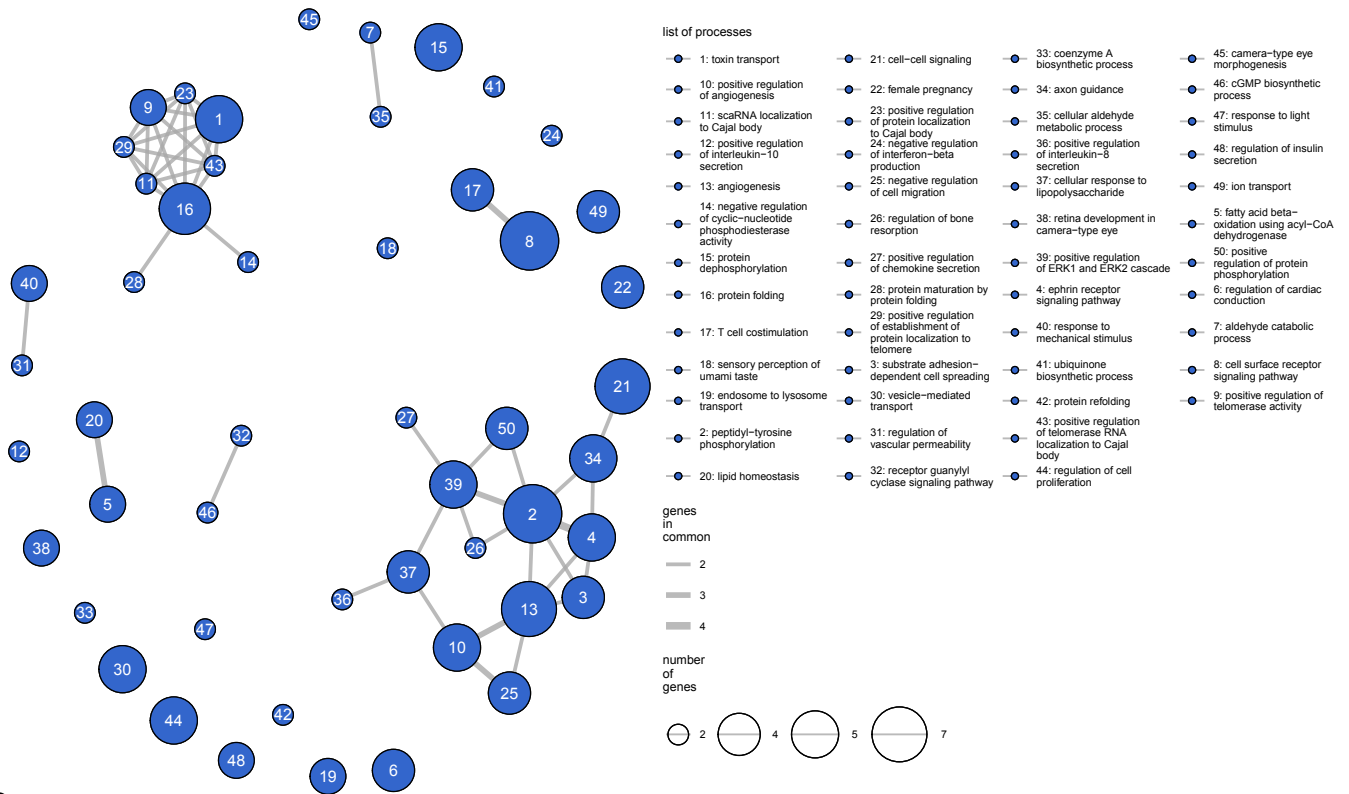 45
7
15
41
35
24
23
9
1
29
43
11
16
14
28
17
49
8
18
22
40
31
21
20
27
50
32
12
34
39
5
46
2
4
26
38
37
3
36
13
33
47
10
30
25
44
42
48
19
6
list of processes
1: toxin transport
10: positive regulation
of angiogenesis
11: scaRNA localization
to Cajal body
12: positive regulation
of interleukin−10
secretion
13: angiogenesis
14: negative regulation
of cyclic−nucleotide
phosphodiesterase
activity
15: protein
dephosphorylation
16: protein folding
17: T cell costimulation
18: sensory perception of
umami taste
19: endosome to lysosome
transport
2: peptidyl−tyrosine
phosphorylation
20: lipid homeostasis
21: cell−cell signaling
22: female pregnancy
23: positive regulation
of protein localization
to Cajal body
24: negative regulation
of interferon−beta
production
25: negative regulation
of cell migration
26: regulation of bone
resorption
27: positive regulation
of chemokine secretion
28: protein maturation by
protein folding
29: positive regulation
of establishment of
protein localization to
telomere
3: substrate adhesion−
dependent cell spreading
30: vesicle−mediated
transport
31: regulation of
vascular permeability
32: receptor guanylyl
cyclase signaling pathway
33: coenzyme A
biosynthetic process
34: axon guidance
35: cellular aldehyde
metabolic process
36: positive regulation
of interleukin−8
secretion
37: cellular response to
lipopolysaccharide
38: retina development in
camera−type eye
39: positive regulation
of ERK1 and ERK2 cascade
4: ephrin receptor
signaling pathway
40: response to
mechanical stimulus
41: ubiquinone
biosynthetic process
42: protein refolding
43: positive regulation
of telomerase RNA
localization to Cajal
body
44: regulation of cell
proliferation
45: camera−type eye
morphogenesis
46: cGMP biosynthetic
process
47: response to light
stimulus
48: regulation of insulin
secretion
49: ion transport
5: fatty acid beta−
oxidation using acyl−CoA
dehydrogenase
50: positive
regulation of protein
phosphorylation
6: regulation of cardiac
conduction
7: aldehyde catabolic
process
8: cell surface receptor
signaling pathway
9: positive regulation of
telomerase activity
genes
in
common
2
3
4
number
of
genes
2
4
5
7